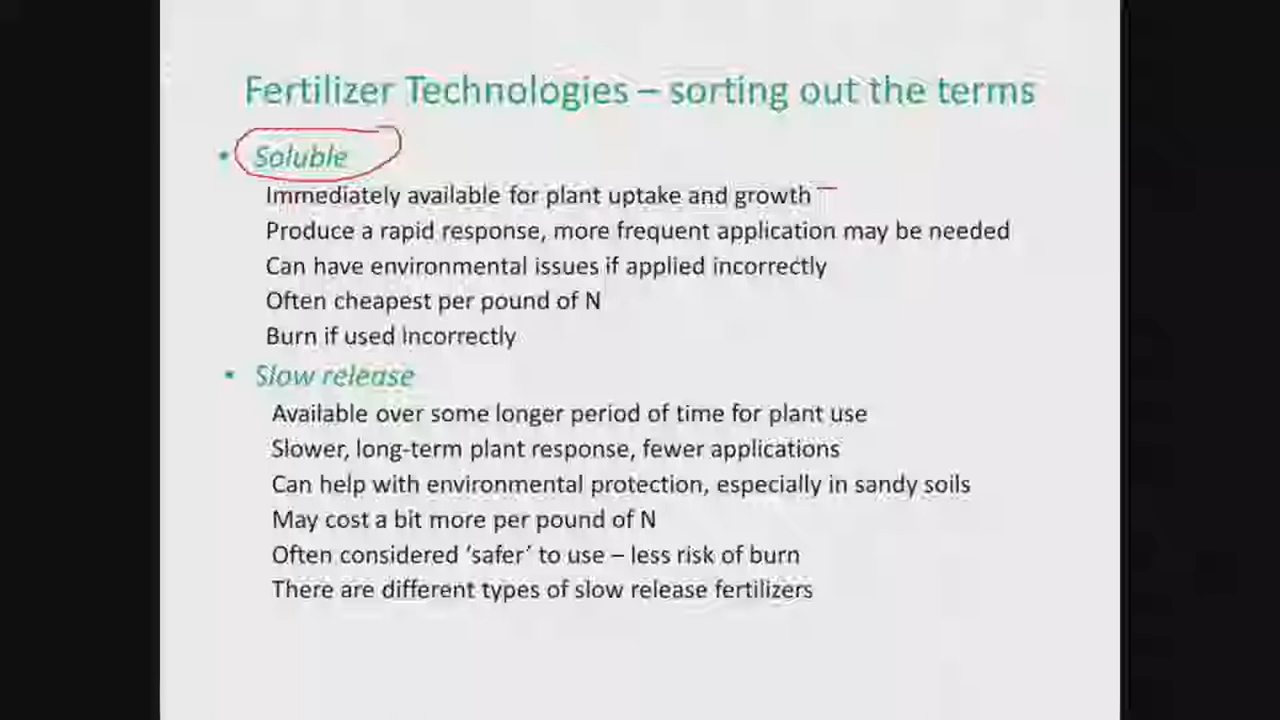 Fertilizer Technologies – sorting out the terms
• Soluble
Immediately available for plant uptake and growth
Produce a rapid response, more frequent application may be needed
Can have environmental issues if applied incorrectly
Often cheapest per pound of N
Burn if used incorrectly
• Slow release
Available over some longer period of time for plant use
Slower, long-term plant response, fewer applications
Can help with environmental protection, especially in sandy soils
May cost a bit more per pound of N
Often considered ‘safer’ to use – less risk of burn
There are different types of slow release fertilizers